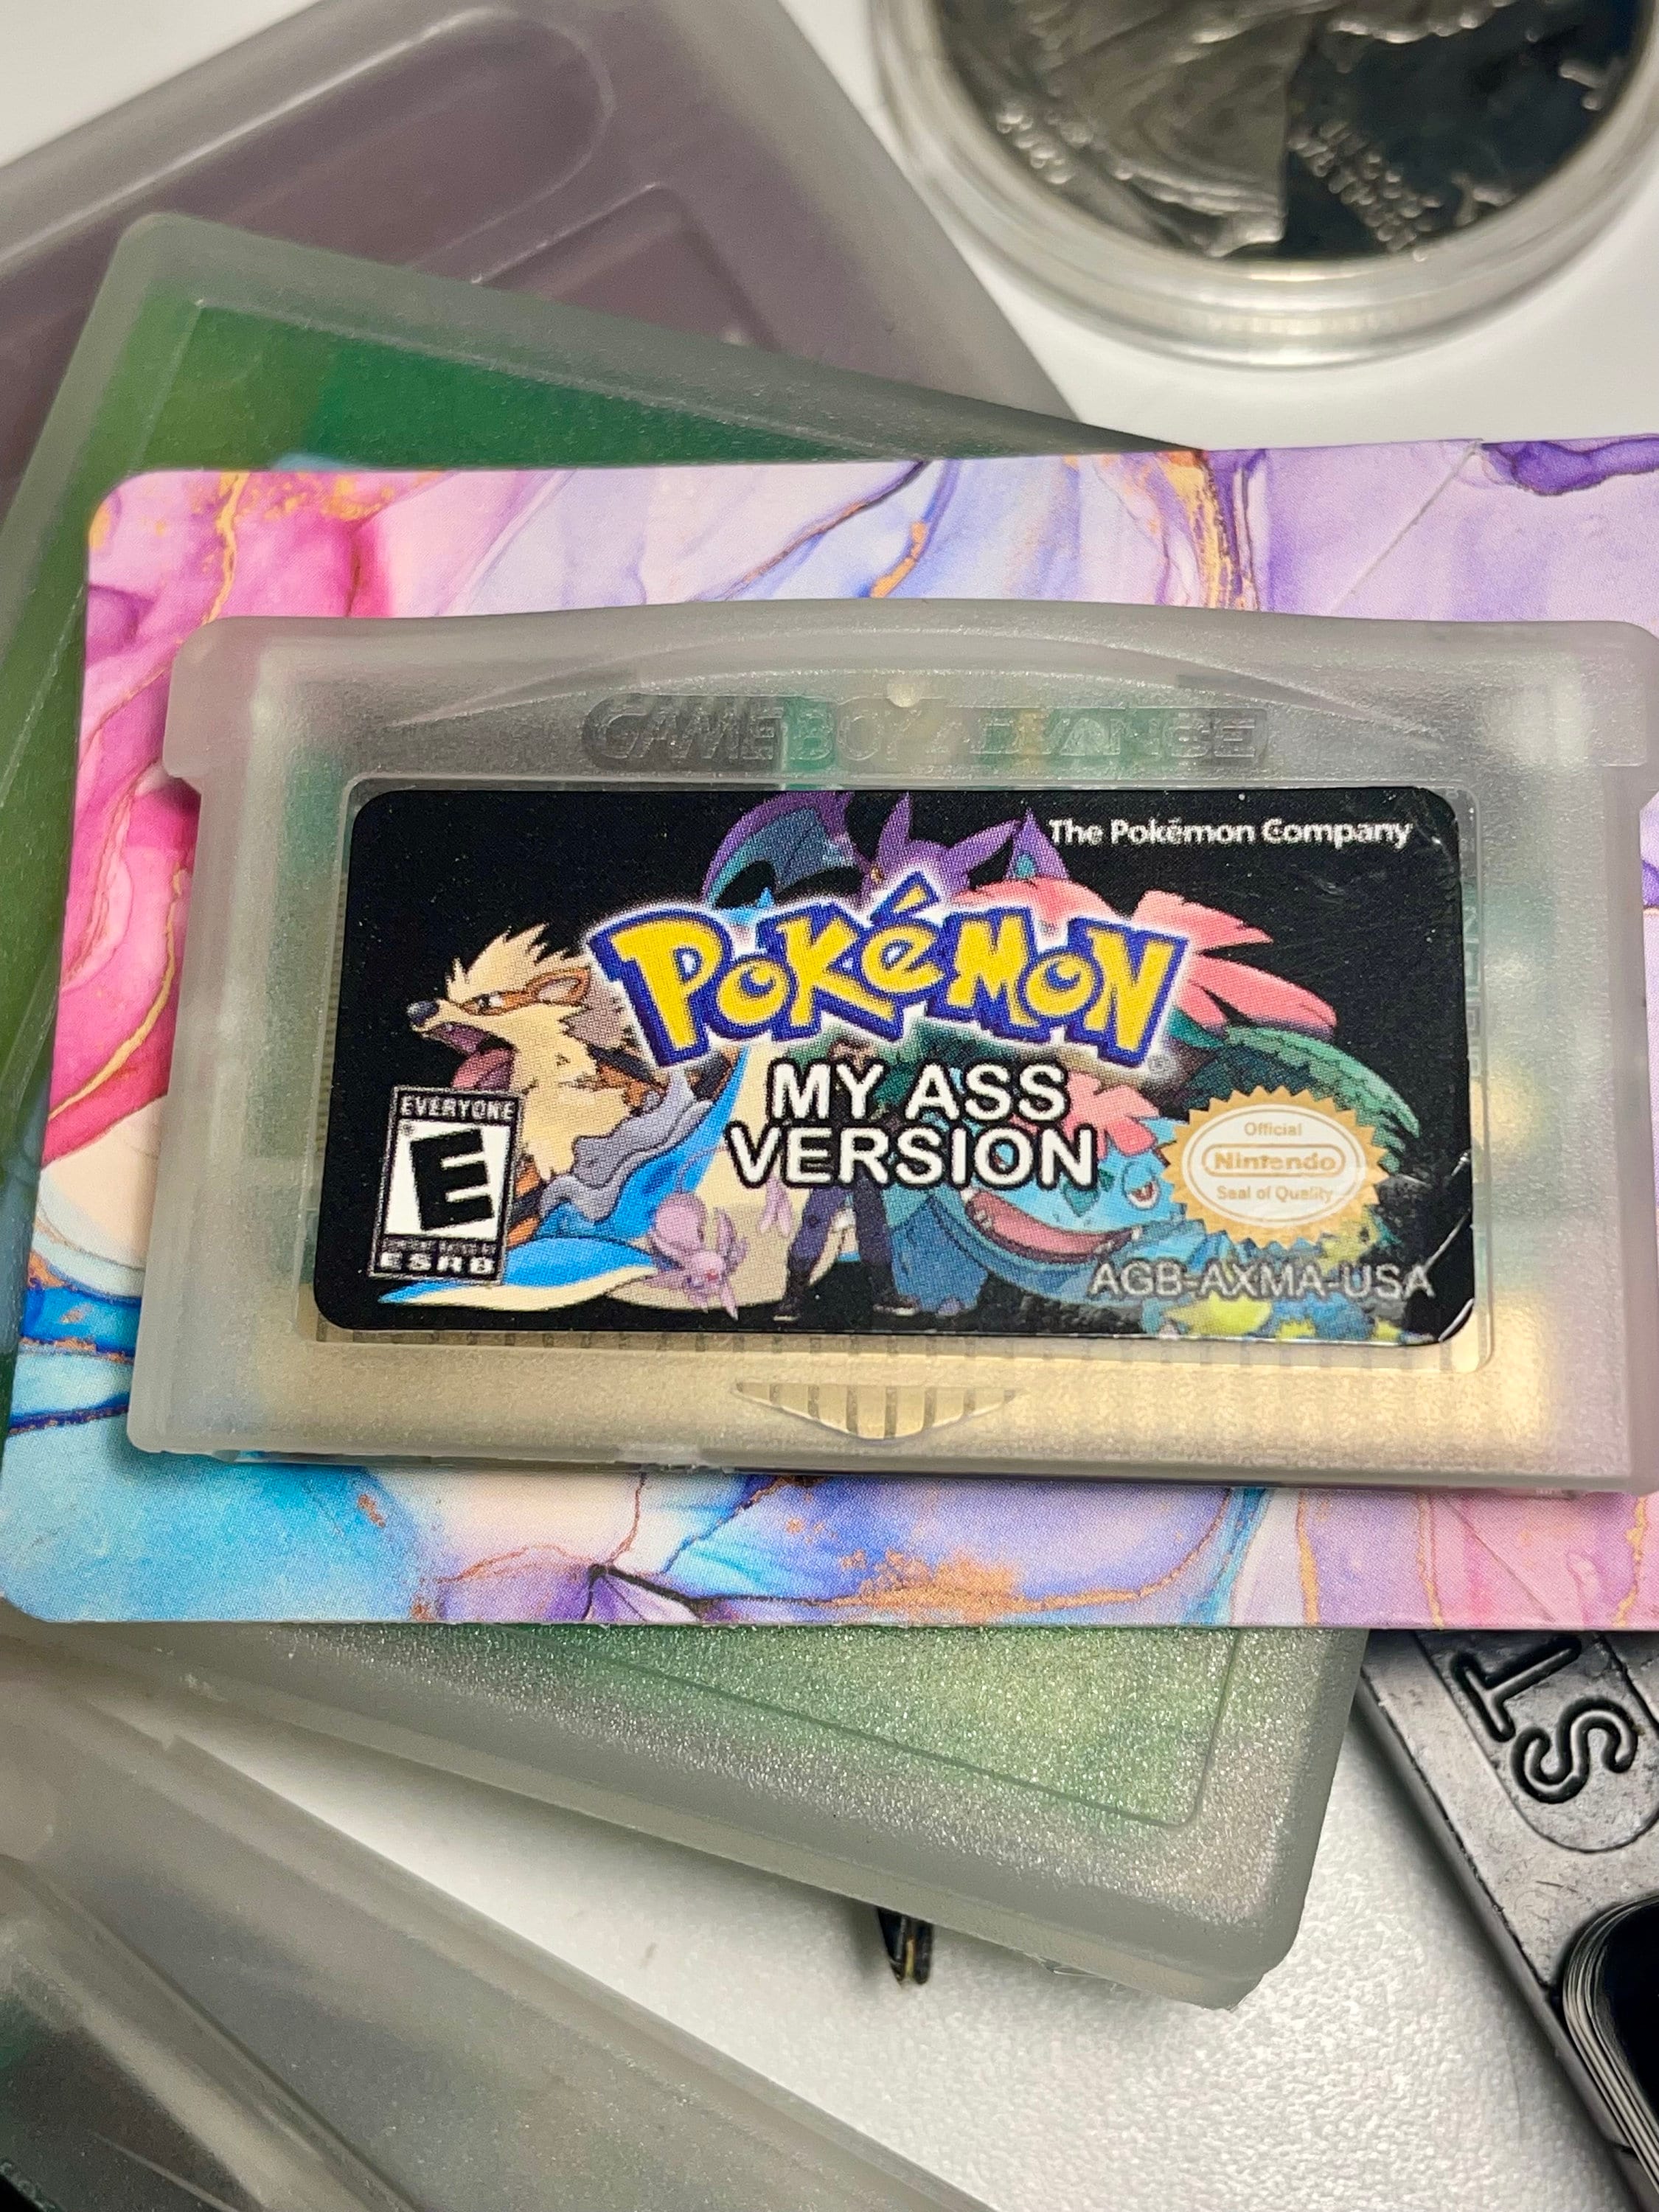 GAME BOY ADVANCE
The Pokémon Company
POKéMON
MY ASS
VERSION
EVERYONE
E
ESRB
Official
Nintendo
Seal of Quality
AGB-AXMA-USA
ST